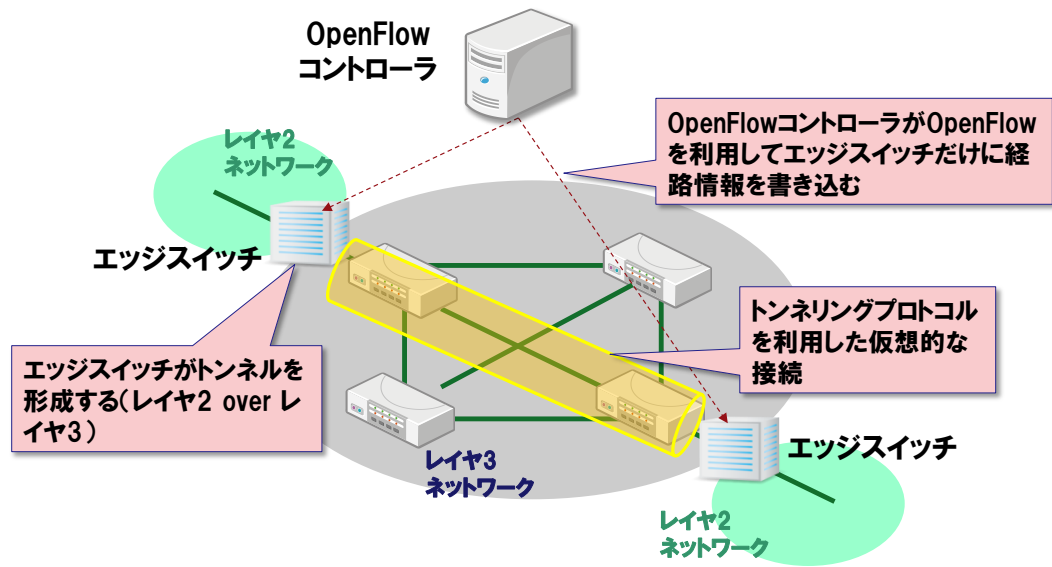 OpenFlow
コントローラ
OpenFlowコントローラがOpenFlow
を利用してエッジスイッチだけに経
路情報を書き込む
レイヤ2
ネットワーク
エッジスイッチ
トンネリングプロトコル
を利用した仮想的な
接続
エッジスイッチがトンネルを
形成する(レイヤ2 over レ
イヤ3)
レイヤ3
ネットワーク
エッジスイッチ
レイヤ2
ネットワーク